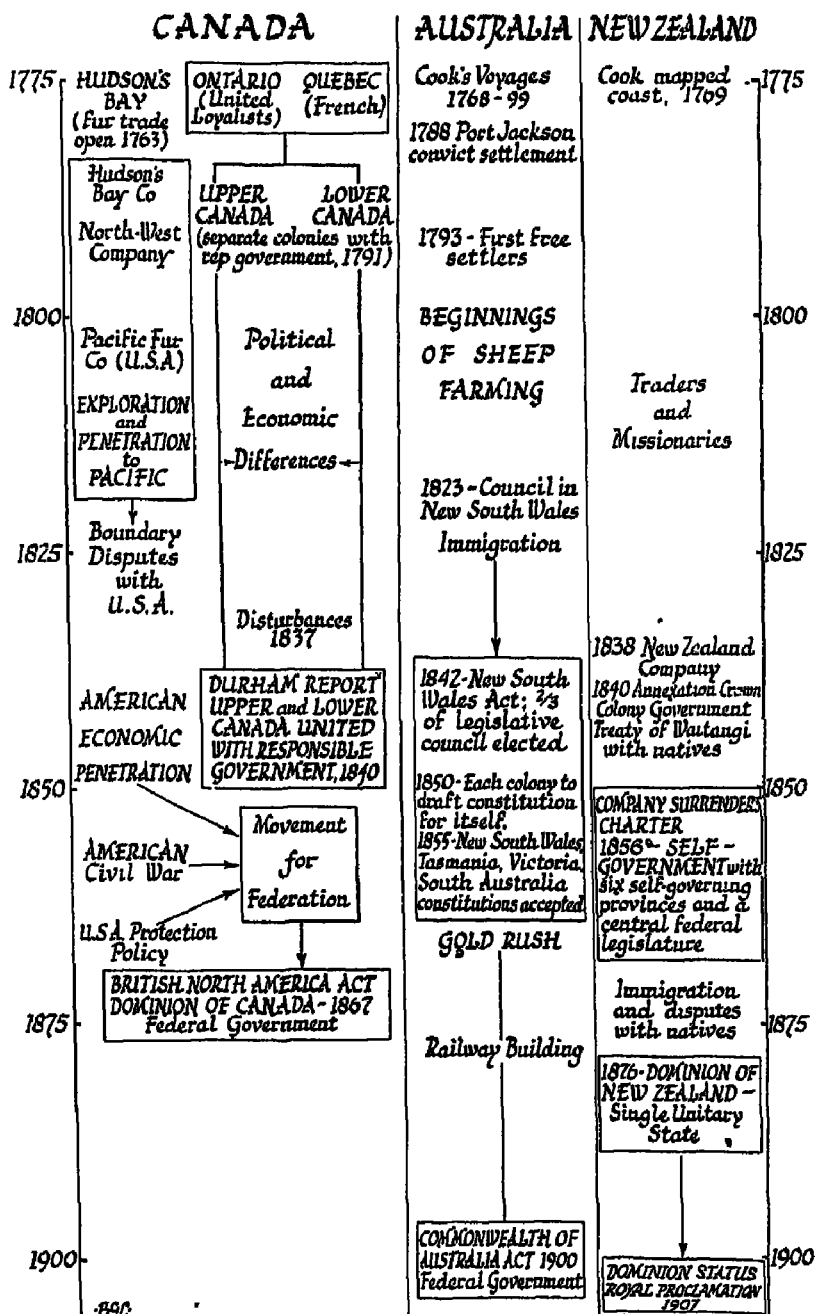 CANADA
AUSTRALIA
NEW ZEALAND
1775
HUDSON'S
BAY
(Fur trade
open 1763)
Hudson's
Bay Co
North-West
Company
Pacific Fur
Co (U.S.A)
EXPLORATION
and
PENETRATION
to
PACIFIC
Boundary
Disputes
with
U.S.A.
ONTARIO
(United
Loyalists)
QUEBEC
(French)
UPPER
CANADA
LOWER
CANADA
(separate colonies with
rep government, 1791)
Political
and
Economic
Differences
Disturbances
1837
DURHAM REPORT
UPPER and LOWER
CANADA UNITED
WITH RESPONSIBLE
GOVERNMENT, 1840
AMERICAN
ECONOMIC
PENETRATION
AMERICAN
Civil War
U.S.A. Protection
Policy
Movement
for
Federation
BRITISH NORTH AMERICA ACT
DOMINION OF CANADA - 1867
Federal Government
1800
1825
1850
1875
1900
Cook's Voyages
1768-99
1788 Port Jackson
convict settlement
1793 - First free
settlers
BEGINNINGS
OF SHEEP
FARMING
1823 - Council in
New South Wales
Immigration
1842-New South
Wales Act; 2/3
of legislative
council elected
1850-Each colony to
draft constitution
for itself.
1855-New South Wales,
Tasmania, Victoria,
South Australia
constitutions accepted
GOLD RUSH
Railway Building
COMMONWEALTH OF
AUSTRALIA ACT 1900
Federal Government
Cook mapped
coast, 1769
Traders
and
Missionaries
1838 New Zealand
Company
1840 Annexation Crown
Colony Government
Treaty of Waitangi
with natives
COMPANY SURRENDERS
CHARTER
1856 - SELF-
GOVERNMENT with
six self-governing
provinces and a
central federal
legislature
Immigration
and disputes
with natives
1876-DOMINION OF
NEW ZEALAND -
Single Unitary
State
DOMINION STATUS
ROYAL PROCLAMATION
1907
1775
1800
1825
1850
1875
1900